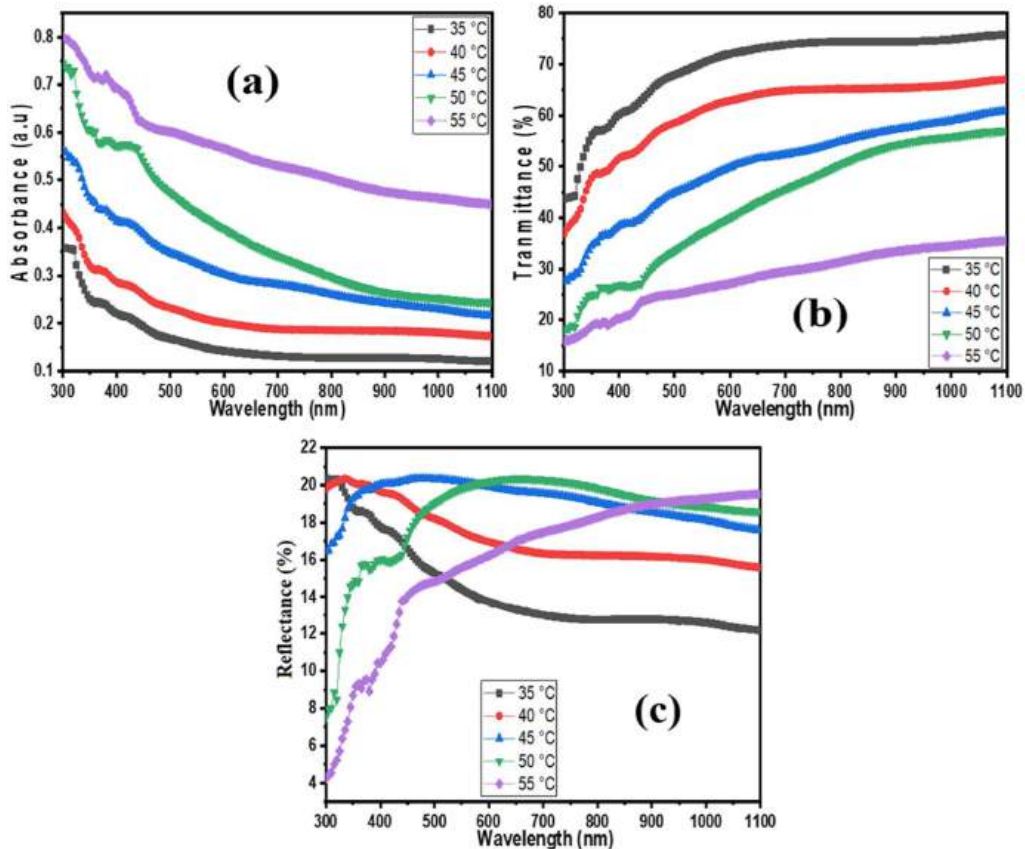 0.8
0.7
0.6
0.5
0.4
0.3
0.2
0.1
Absorbance (a.u)
(a)
35 °C
40 °C
45 °C
50 °C
55 °C
300 400 500 600 700 800 900 1000 1100
Wavelength (nm)
80
70
60
50
40
30
20
10
Tranmittance (%)
35 °C
40 °C
45 °C
50 °C
55 °C
(b)
300 400 500 600 700 800 900 1000 1100
Wavelength (nm)
22
20
18
16
14
12
10
8
6
4
Reflectance (%)
35 °C
40 °C
45 °C
50 °C
55 °C
(c)
300 400 500 600 700 800 900 1000 1100
Wavelength (nm)